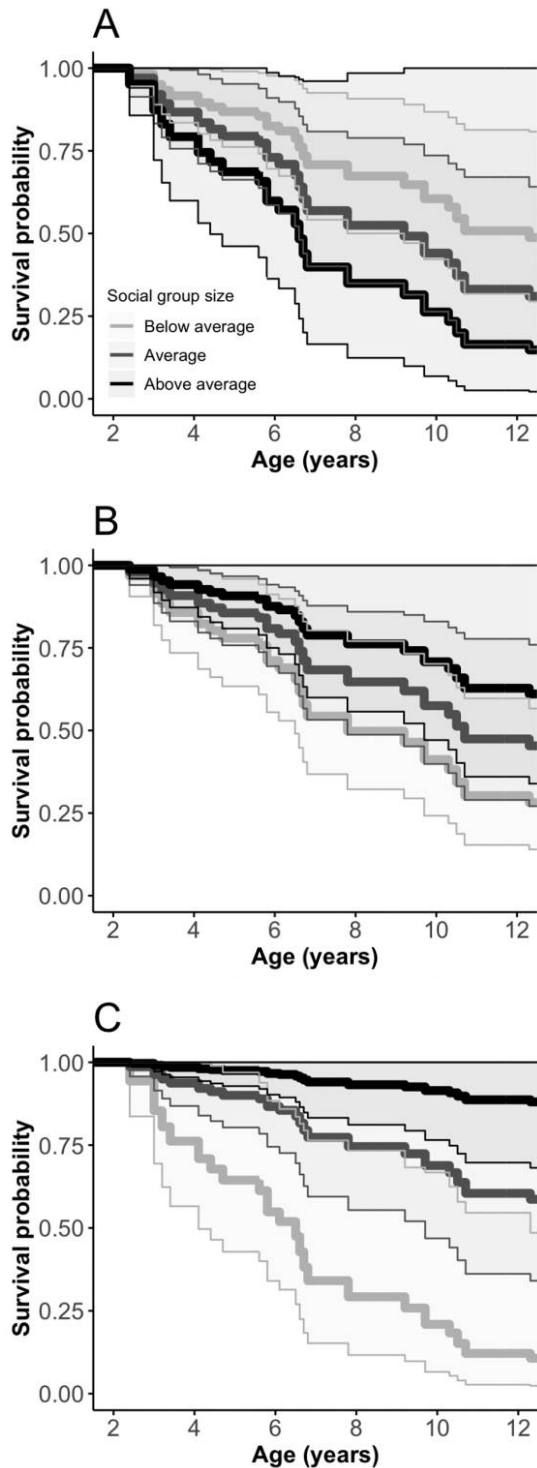 A
1.00
0.75
0.50
0.25
0.00
Survival probability
Social group size
Below average
Average
Above average
2 4 6 8 10 12
Age (years)
B
1.00
0.75
0.50
0.25
0.00
Survival probability
2 4 6 8 10 12
Age (years)
C
1.00
0.75
0.50
0.25
0.00
Survival probability
2 4 6 8 10 12
Age (years)